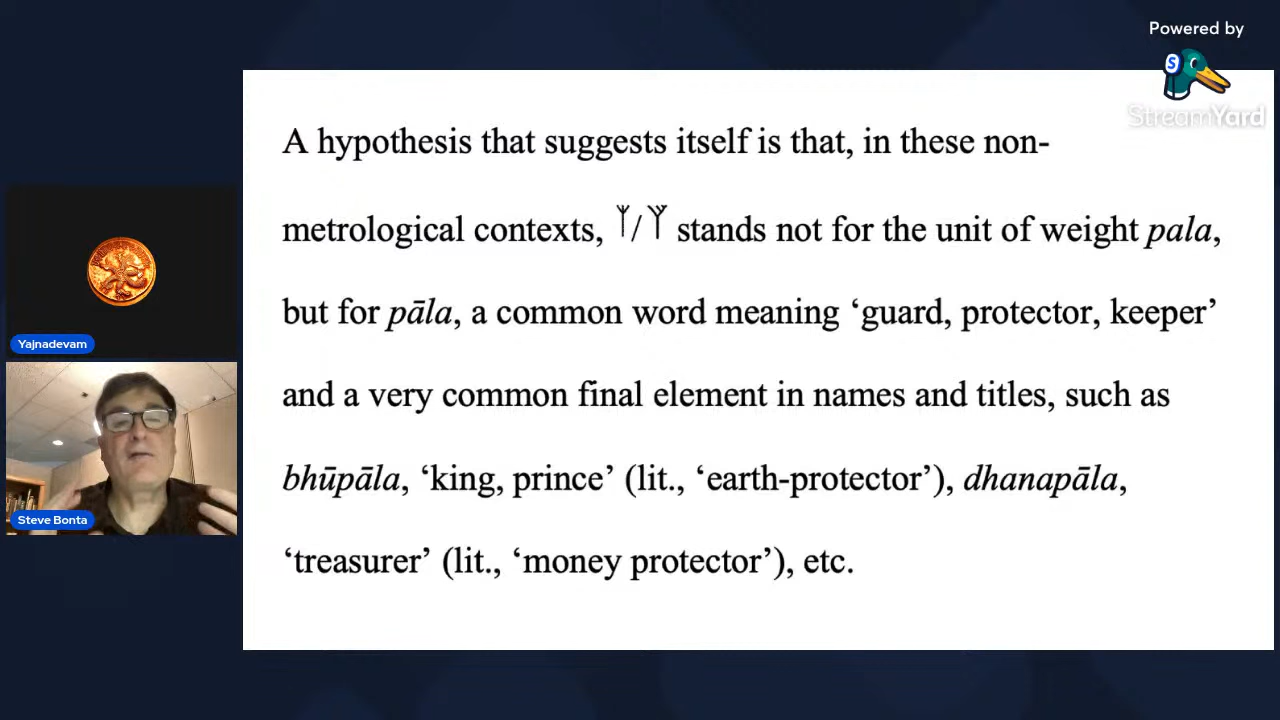 Powered by
StreamYard
A hypothesis that suggests itself is that, in these non-
metrological contexts, / stands not for the unit of weight pala,
but for pāla, a common word meaning ‘guard, protector, keeper’
and a very common final element in names and titles, such as
bhūpāla, ‘king, prince’ (lit., ‘earth-protector’), dhanapāla,
‘treasurer’ (lit., ‘money protector’), etc.
Yajnadevam
Steve Bonta